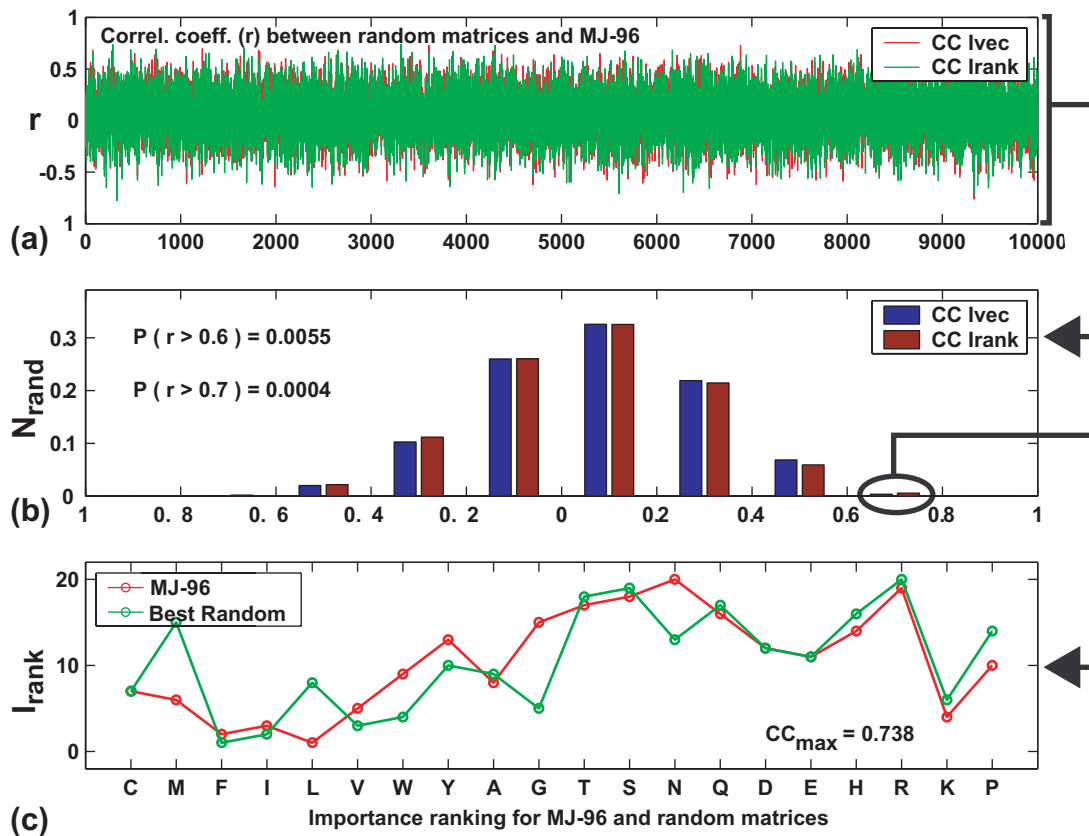 Correl. coeff. (r) between random matrices and MJ-96
CC Ivec
CC Irank
1
0.5
0
-0.5
1
r
0 1000 2000 3000 4000 5000 6000 7000 8000 9000 10000
(a)
P ( r > 0.6 ) = 0.0055
P ( r > 0.7 ) = 0.0004
CC Ivec
CC Irank
0.3
0.2
0.1
0
Nrand
1 0. 8 0. 6 0. 4 0. 2 0 0.2 0.4 0.6 0.8 1
(b)
MJ-96
Best Random
20
10
0
Irank
CCmax = 0.738
C M F I L V W Y A G T S N Q D E H R K P
(c)
Importance ranking for MJ-96 and random matrices